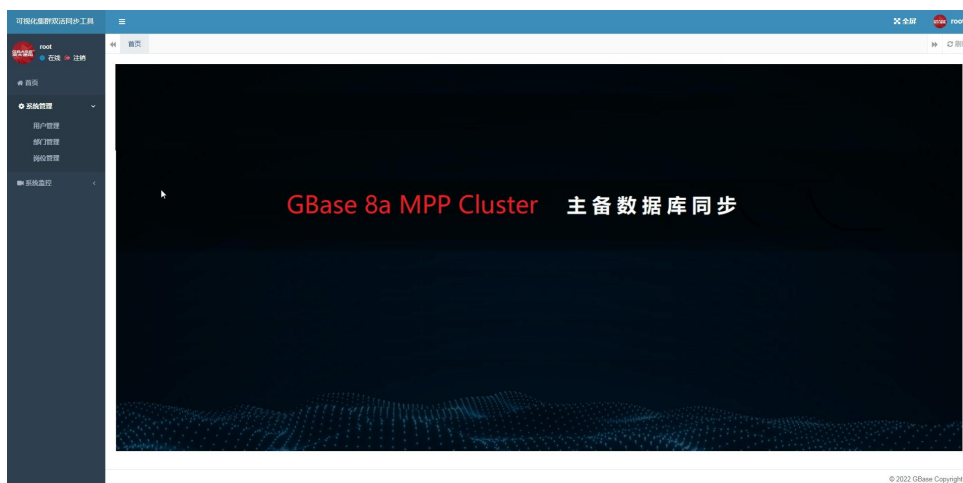 可视化集群双活同步工具
全屏
root
root
在线 注销
首页
首页
系统管理
用户管理
部门管理
岗位管理
系统监控
GBase 8a MPP Cluster 主备数据库同步
© 2022 GBase Copyright